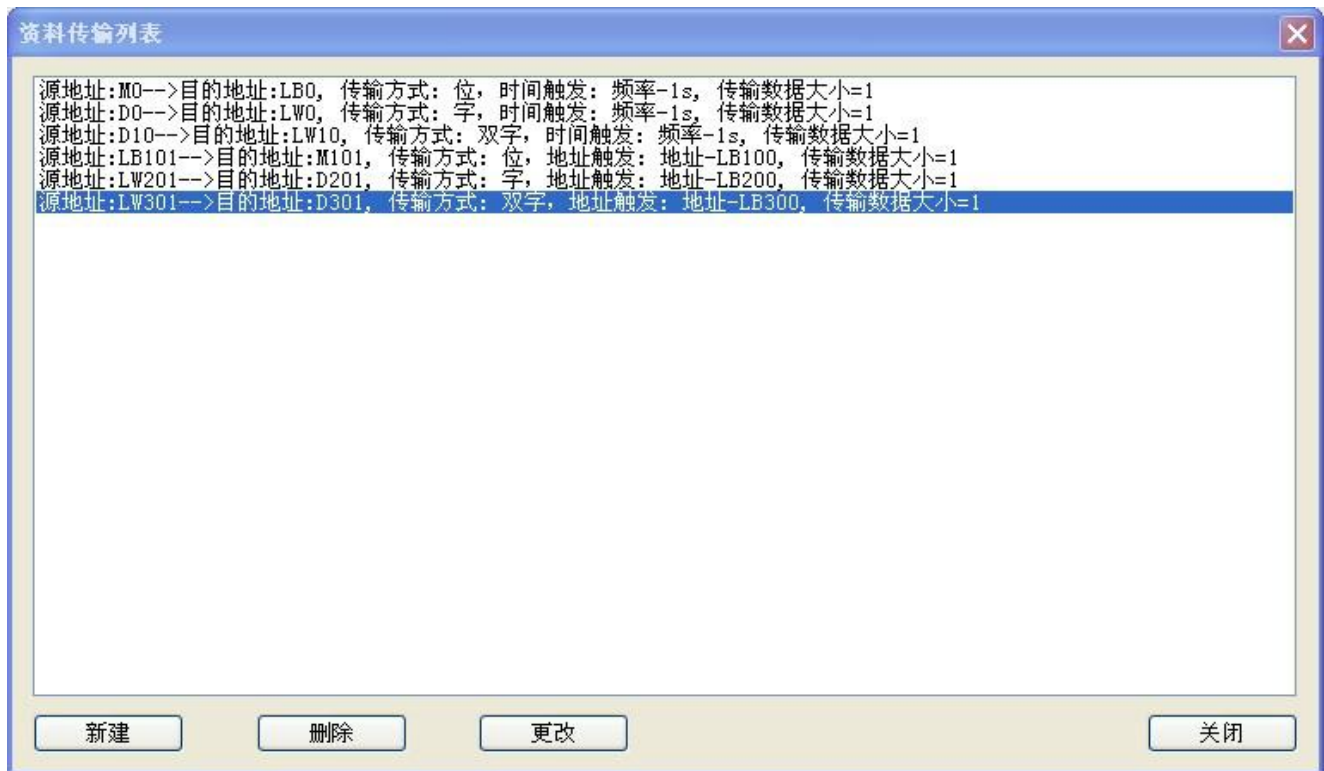 资料传输列表
源地址:M0-->目的地址:LB0, 传输方式: 位, 时间触发: 频率-1s, 传输数据大小=1
源地址:D0-->目的地址:LW0, 传输方式: 字, 时间触发: 频率-1s, 传输数据大小=1
源地址:D10-->目的地址:LW10, 传输方式: 双字, 时间触发: 频率-1s, 传输数据大小=1
源地址:LB101-->目的地址:M101, 传输方式: 位, 地址触发: 地址-LB100, 传输数据大小=1
源地址:LW201-->目的地址:D201, 传输方式: 字, 地址触发: 地址-LB200, 传输数据大小=1
源地址:LW301-->目的地址:D301, 传输方式: 双字, 地址触发: 地址-LB300, 传输数据大小=1
新建 删除 更改 关闭